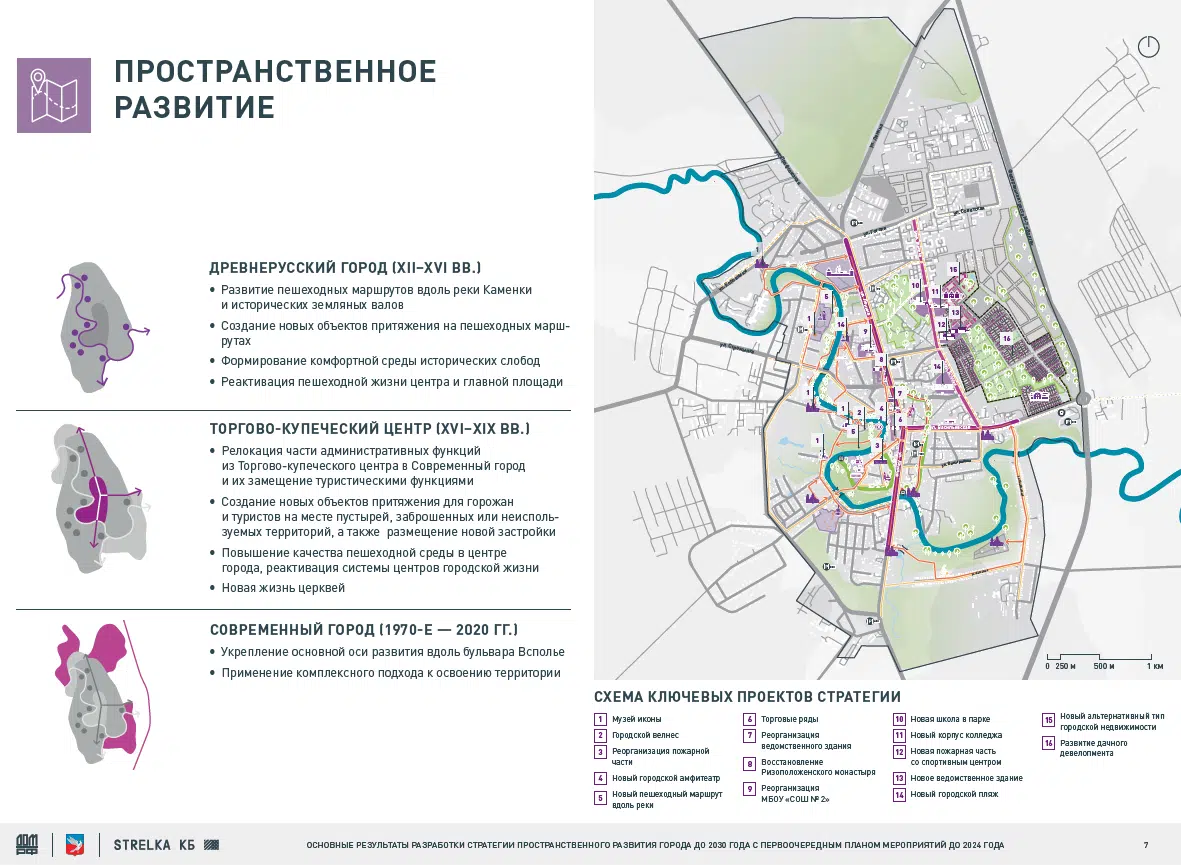 ПРОСТРАНСТВЕННОЕ
РАЗВИТИЕ
ДРЕВНЕРУССКИЙ ГОРОД (XII–XVI ВВ.)
• Развитие пешеходных маршрутов вдоль реки Каменки
и исторических земляных валов
• Создание новых объектов притяжения на пешеходных марш-
рутах
• Формирование комфортной среды исторических слобод
• Реактивация пешеходной жизни центра и главной площади
ТОРГОВО-КУПЕЧЕСКИЙ ЦЕНТР (XVI–XIX ВВ.)
• Релокация части административных функций
из Торгово-купеческого центра в Современный город
и их замещение туристическими функциями
• Создание новых объектов притяжения для горожан
и туристов на месте пустырей, заброшенных или неисполь-
зуемых территорий, а также размещение новой застройки
• Повышение качества пешеходной среды в центре
города, реактивация системы центров городской жизни
• Новая жизнь церквей
СОВРЕМЕННЫЙ ГОРОД (1970-Е — 2020 ГГ.)
• Укрепление основной оси развития вдоль бульвара Всполье
• Применение комплексного подхода к освоению территории
0 250 м 500 м 1 км
СХЕМА КЛЮЧЕВЫХ ПРОЕКТОВ СТРАТЕГИИ
1 Музей иконы
2 Городской велнес
3 Реорганизация пожарной
части
4 Новый городской амфитеатр
5 Новый пешеходный маршрут
вдоль реки
6 Торговые ряды
7 Реорганизация
ведомственного здания
8 Восстановление
Ризоположенского монастыря
9 Реорганизация
МБОУ «СОШ № 2»
10 Новая школа в парке
11 Новый корпус колледжа
12 Новая пожарная часть
со спортивным центром
13 Новое ведомственное здание
14 Новый городской пляж
15 Новый альтернативный тип
городской недвижимости
16 Развитие дачного
девелопмента
ДОМ
РФ
STRELKA КБ
ОСНОВНЫЕ РЕЗУЛЬТАТЫ РАЗРАБОТКИ СТРАТЕГИИ ПРОСТРАНСТВЕННОГО РАЗВИТИЯ ГОРОДА ДО 2030 ГОДА С ПЕРВООЧЕРЕДНЫМ ПЛАНОМ МЕРОПРИЯТИЙ ДО 2024 ГОДА
7